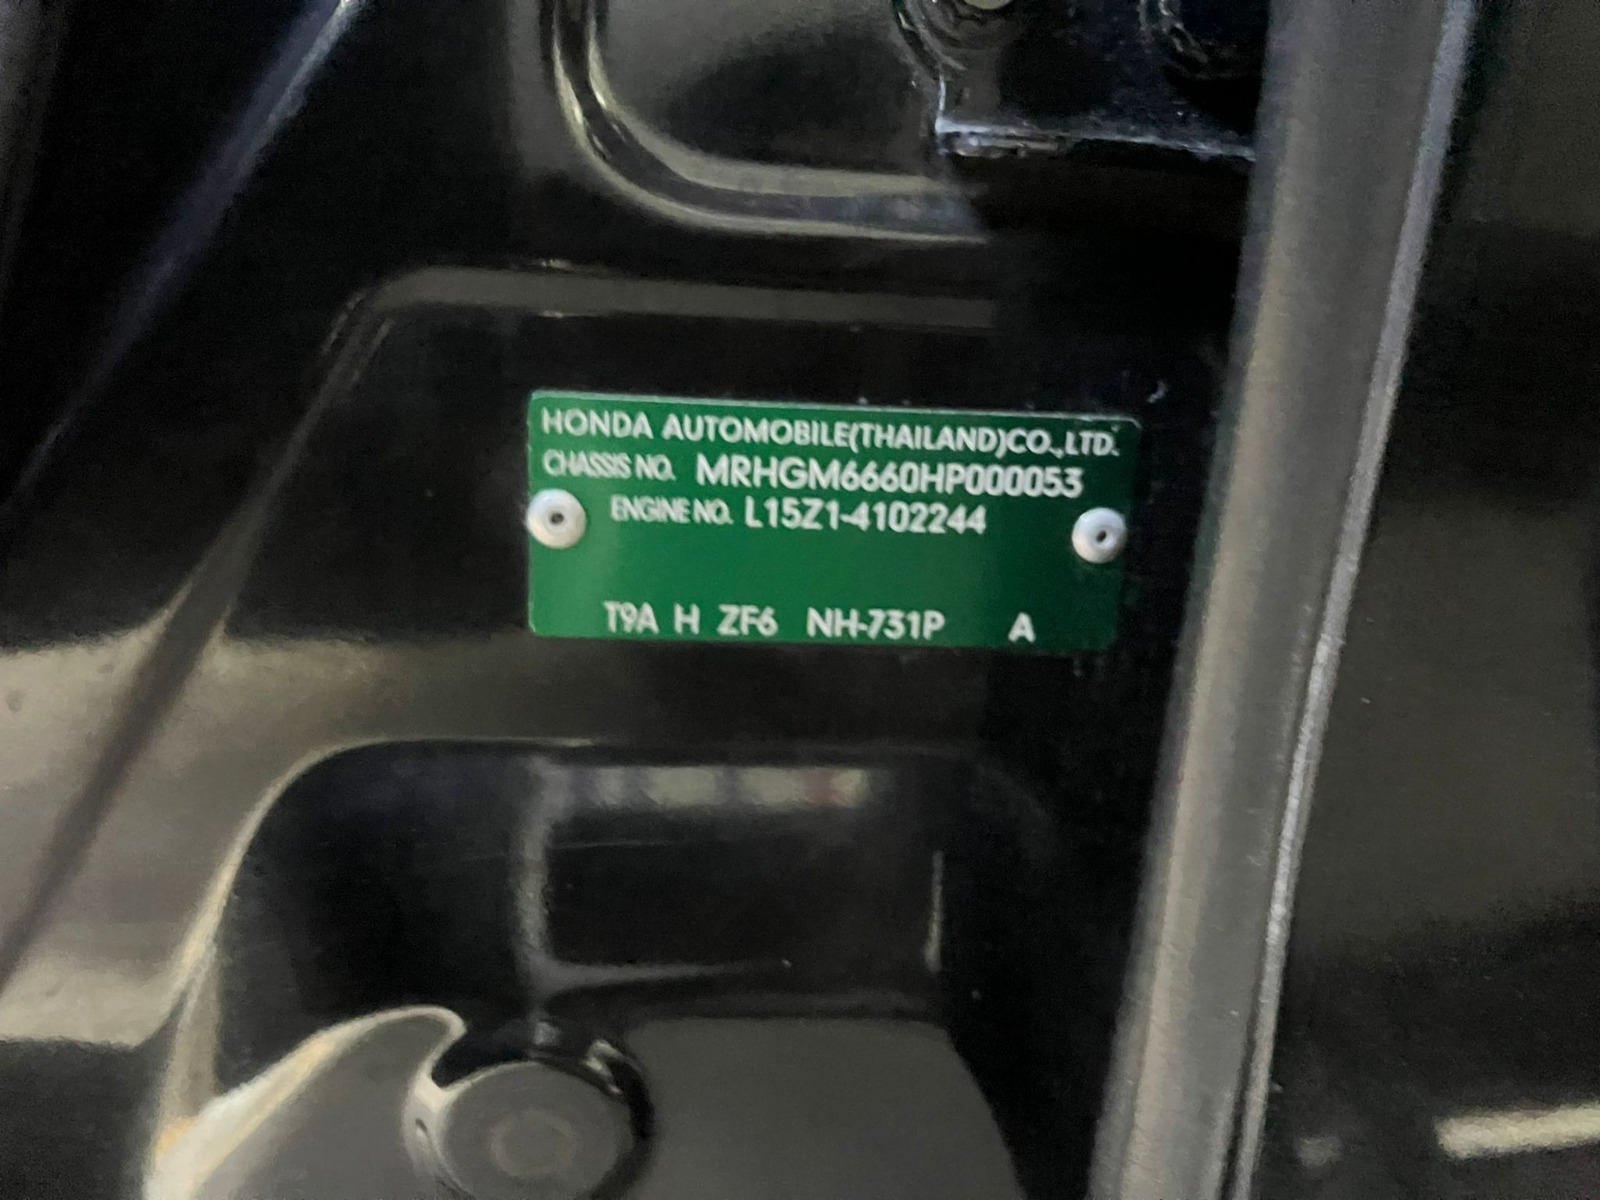 HONDA AUTOMOBILE(THAILAND)CO.,LTD.
CHASSIS NO. MRHGM6660HP000053
ENGINE NO. L15Z1-4102244
T9A H ZF6 NH-731P A